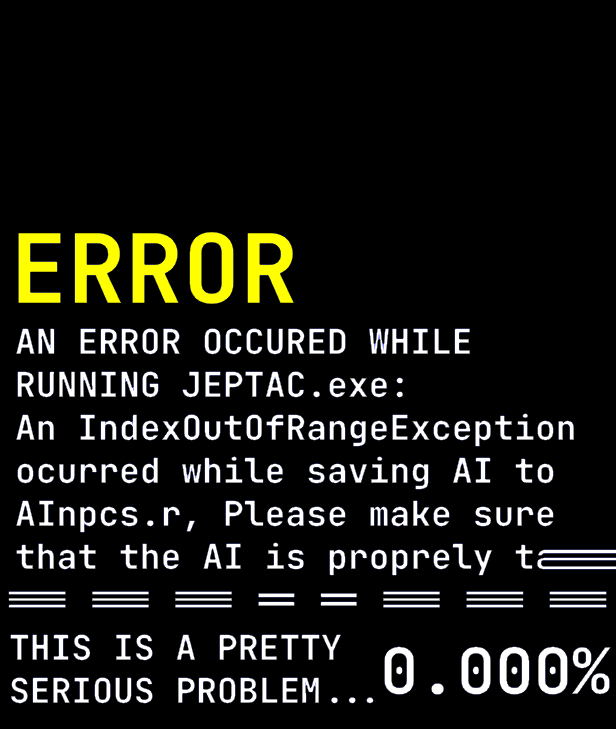 ERROR
AN ERROR OCCURED WHILE
RUNNING JEPTAC.exe:
An IndexOutOfRangeException
ocurred while saving AI to
AInpcs.r, Please make sure
that the AI is proprely
THIS IS A PRETTY
SERIOUS PROBLEM...
0.000%